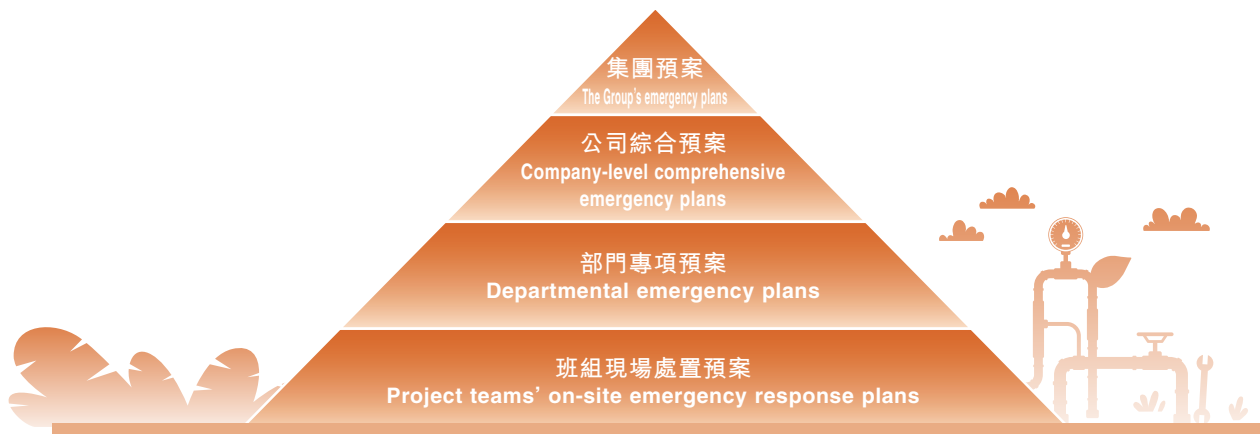 集團預案
The Group's emergency plans
公司綜合預案
Company-level comprehensive
emergency plans
部門專項預案
Departmental emergency plans
班組現場處置預案
Project teams' on-site emergency response plans